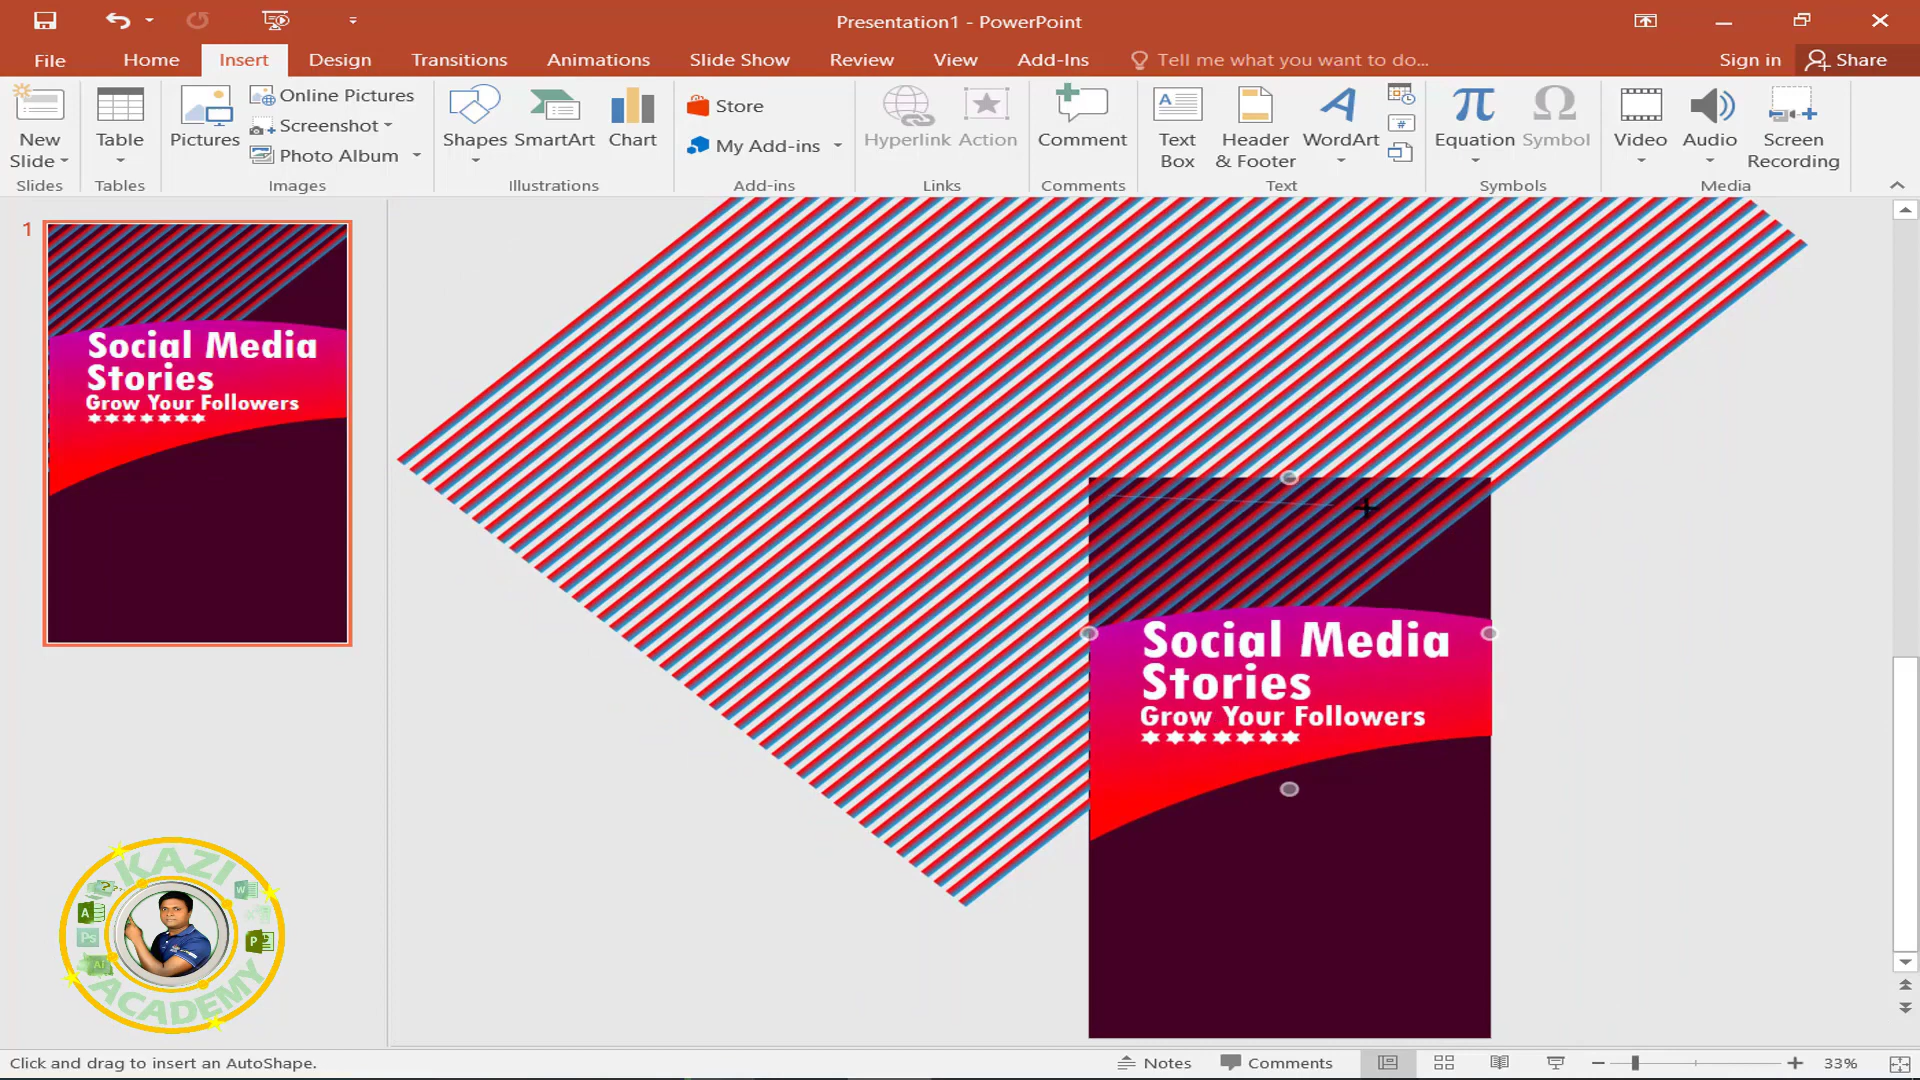 Presentation1 - PowerPoint
File
Home
Insert
Design
Transitions
Animations
Slide Show
Review
View
Add-Ins
Tell me what you want to do...
Sign in
Share
New
Slide
Slides
Table
Tables
Pictures
Online Pictures
Screenshot
Photo Album
Images
Shapes
SmartArt
Chart
Illustrations
Store
My Add-ins
Add-ins
Hyperlink
Action
Links
Comment
Comments
Text
Box
Header
& Footer
WordArt
Text
Equation
Symbol
Symbols
Video
Audio
Screen
Recording
Media
1
Social Media
Stories
Grow Your Followers
Social Media
Stories
Grow Your Followers
KAZI
ACADEMY
Click and drag to insert an AutoShape.
Notes
Comments
33%